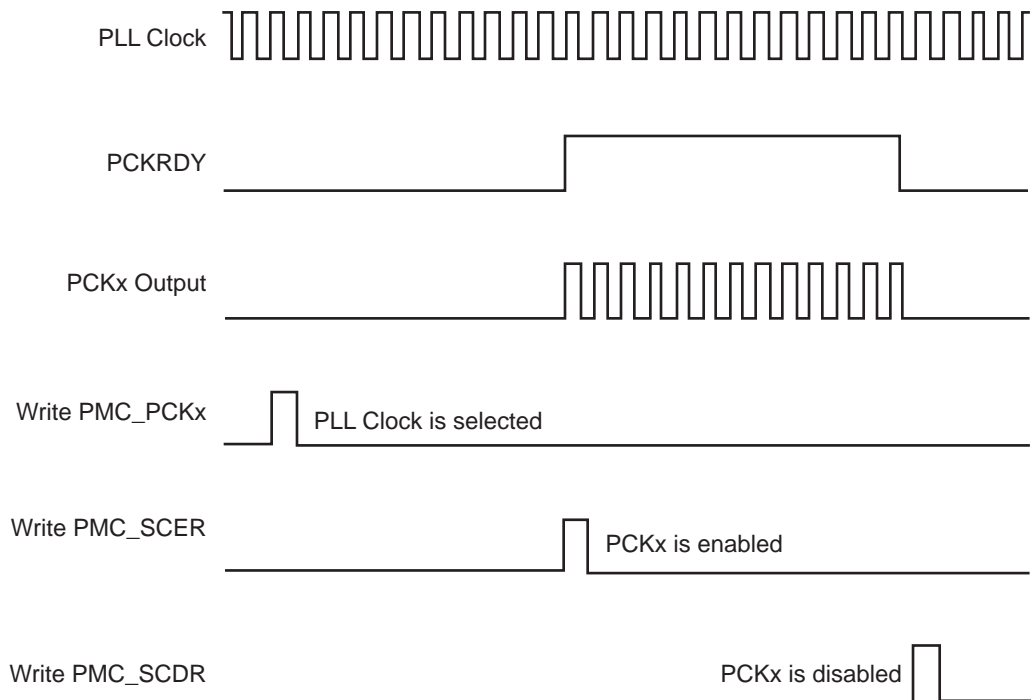 PLL Clock
PCKRDY
PCKx Output
Write PMC_PCKx
PLL Clock is selected
Write PMC_SCER
PCKx is enabled
Write PMC_SCDR
PCKx is disabled